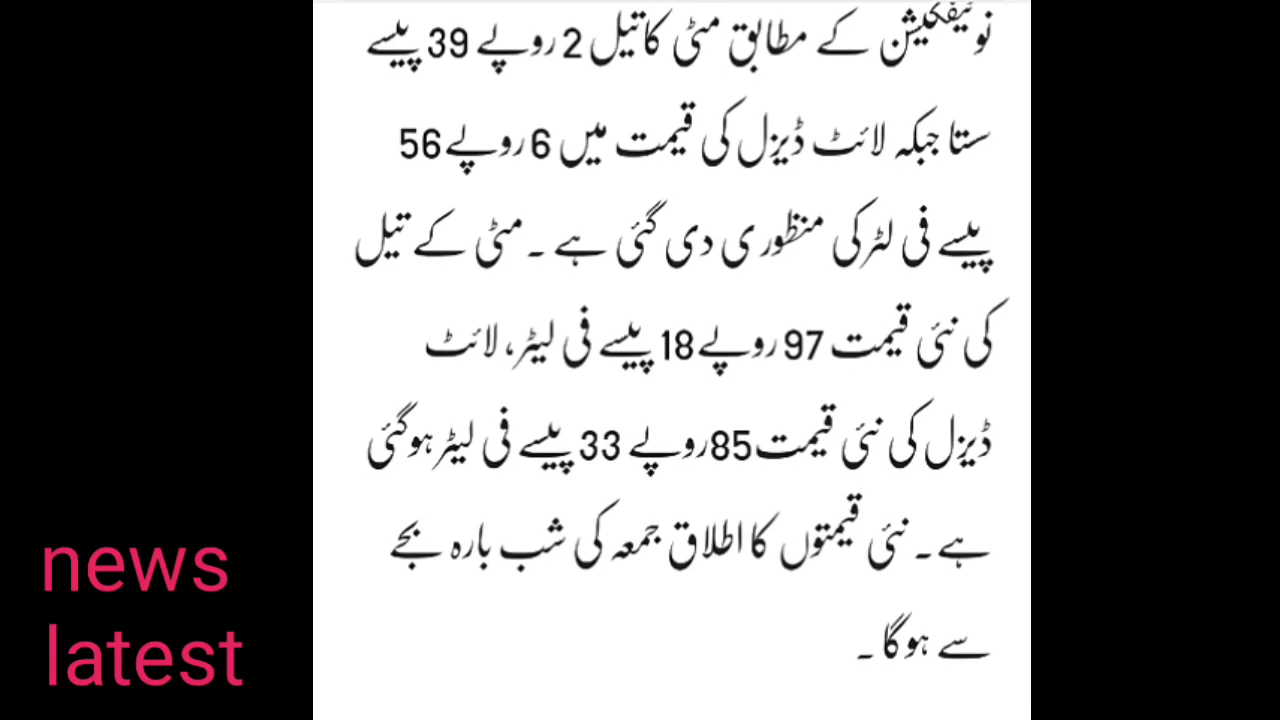 نوٹیفکیشن کے مطابق مٹی کاتیل 2 روپے 39 پیسے
ستا جبکہ لائٹ ڈیزل کی قیمت میں 6 روپے 56
پیسے فی لٹر کی منظوری دی گئی ہے ۔ مٹی کے تیل
کی نئی قیمت 97 روپے 18 پیسے فی لیٹر، لائٹ
ڈیزل کی نئی قیمت 85 روپے 33 پیسے فی لیٹر ہوگئی
ہے ۔ نئی قیمتوں کا اطلاق جمعہ کی شب بارہ بجے
سے ہوگا ۔
news
latest